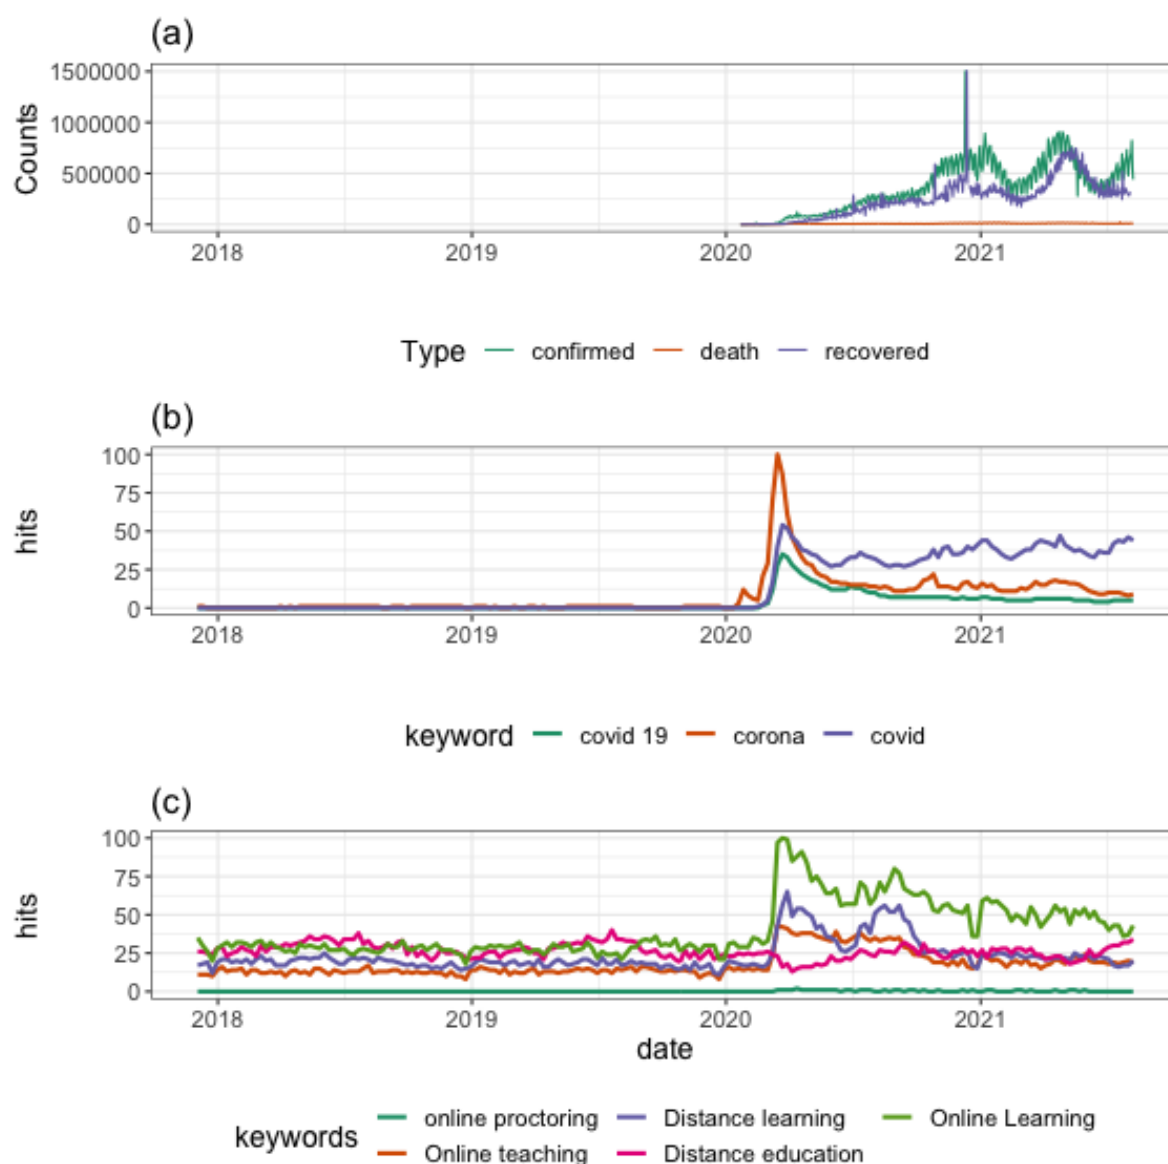 (a)
1500000
1000000
500000
0
Counts
2018 2019 2020 2021
Type confirmed death recovered
(b)
100
75
50
25
0
hits
2018 2019 2020 2021
keyword covid 19 corona covid
(c)
100
75
50
25
0
hits
2018 2019 2020 2021
date
keywords
online proctoring Distance learning Online Learning
Online teaching Distance education